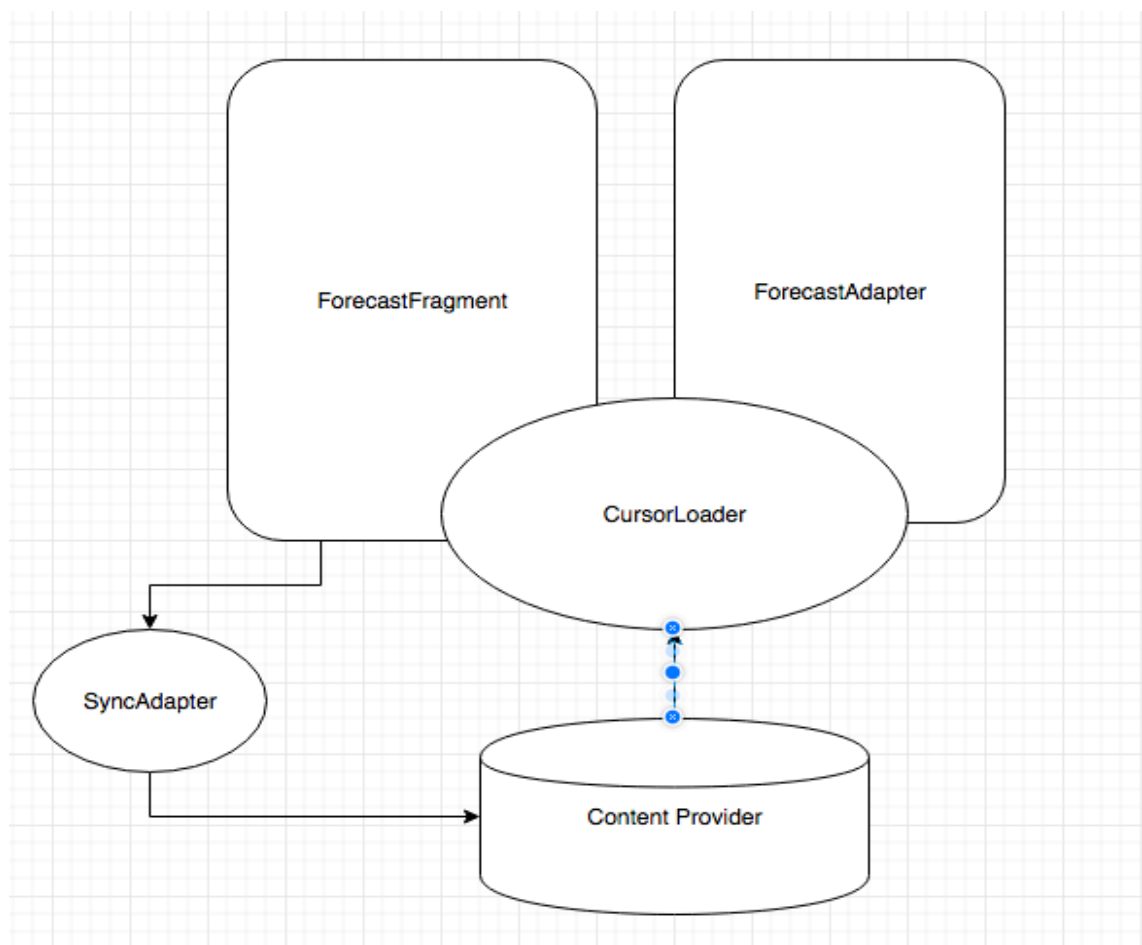 ForecastFragment
ForecastAdapter
CursorLoader
SyncAdapter
Content Provider